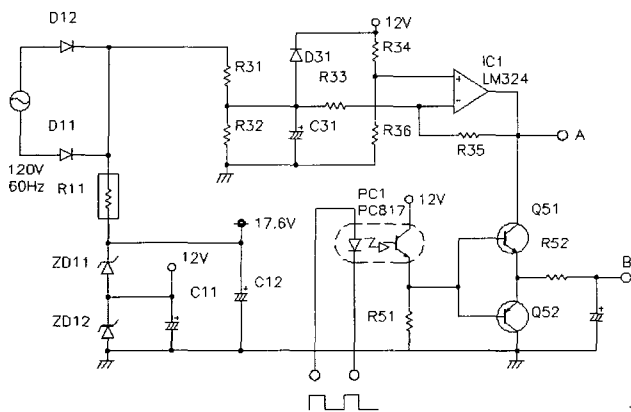 D12
12V
R34
D31
R33
IC1
LM324
R31
+
-
A
D11
R32
C31
R36
R35
120V
60Hz
R11
PC1
PC817
12V
Q51
17.6V
R52
ZD11
12V
C11
C12
B
ZD12
R51
Q52